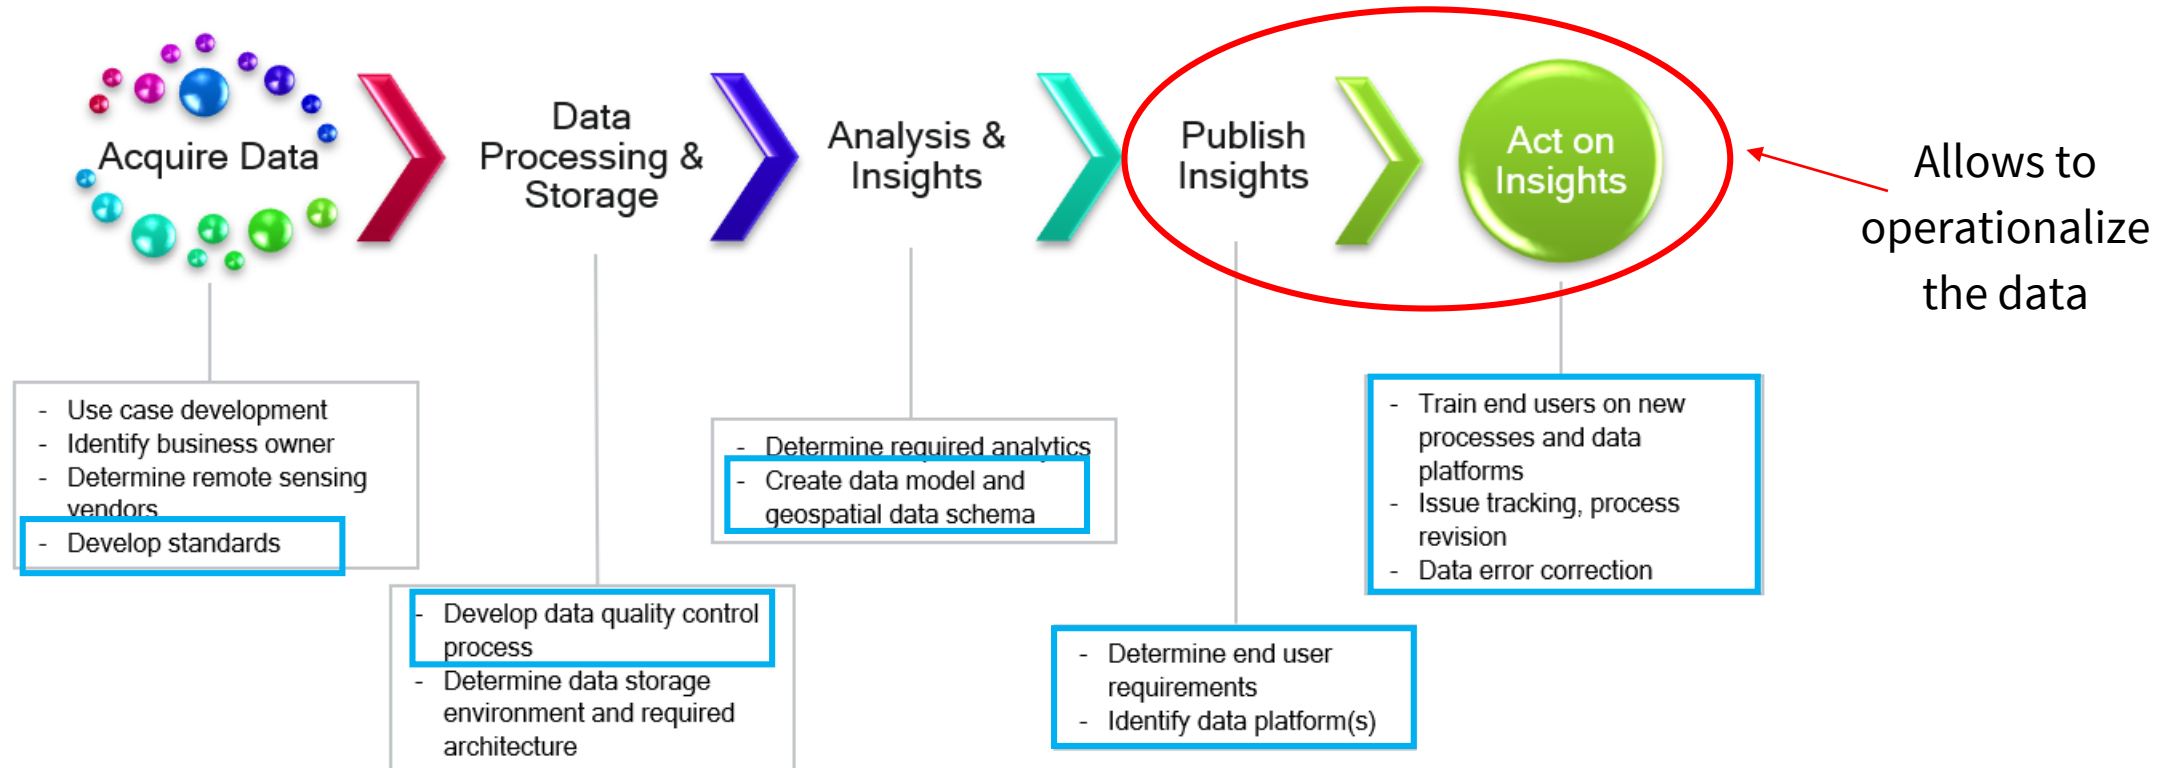 Acquire Data
Data
Processing &
Storage
Analysis &
Insights
Publish
Insights
Act on
Insights
Allows to
operationalize
the data
- Use case development
- Identify business owner
- Determine remote sensing
vendors
- Develop standards
- Develop data quality control
process
- Determine data storage
environment and required
architecture
- Determine required analytics
- Create data model and
geospatial data schema
- Determine end user
requirements
- Identify data platform(s)
- Train end users on new
processes and data
platforms
- Issue tracking, process
revision
- Data error correction